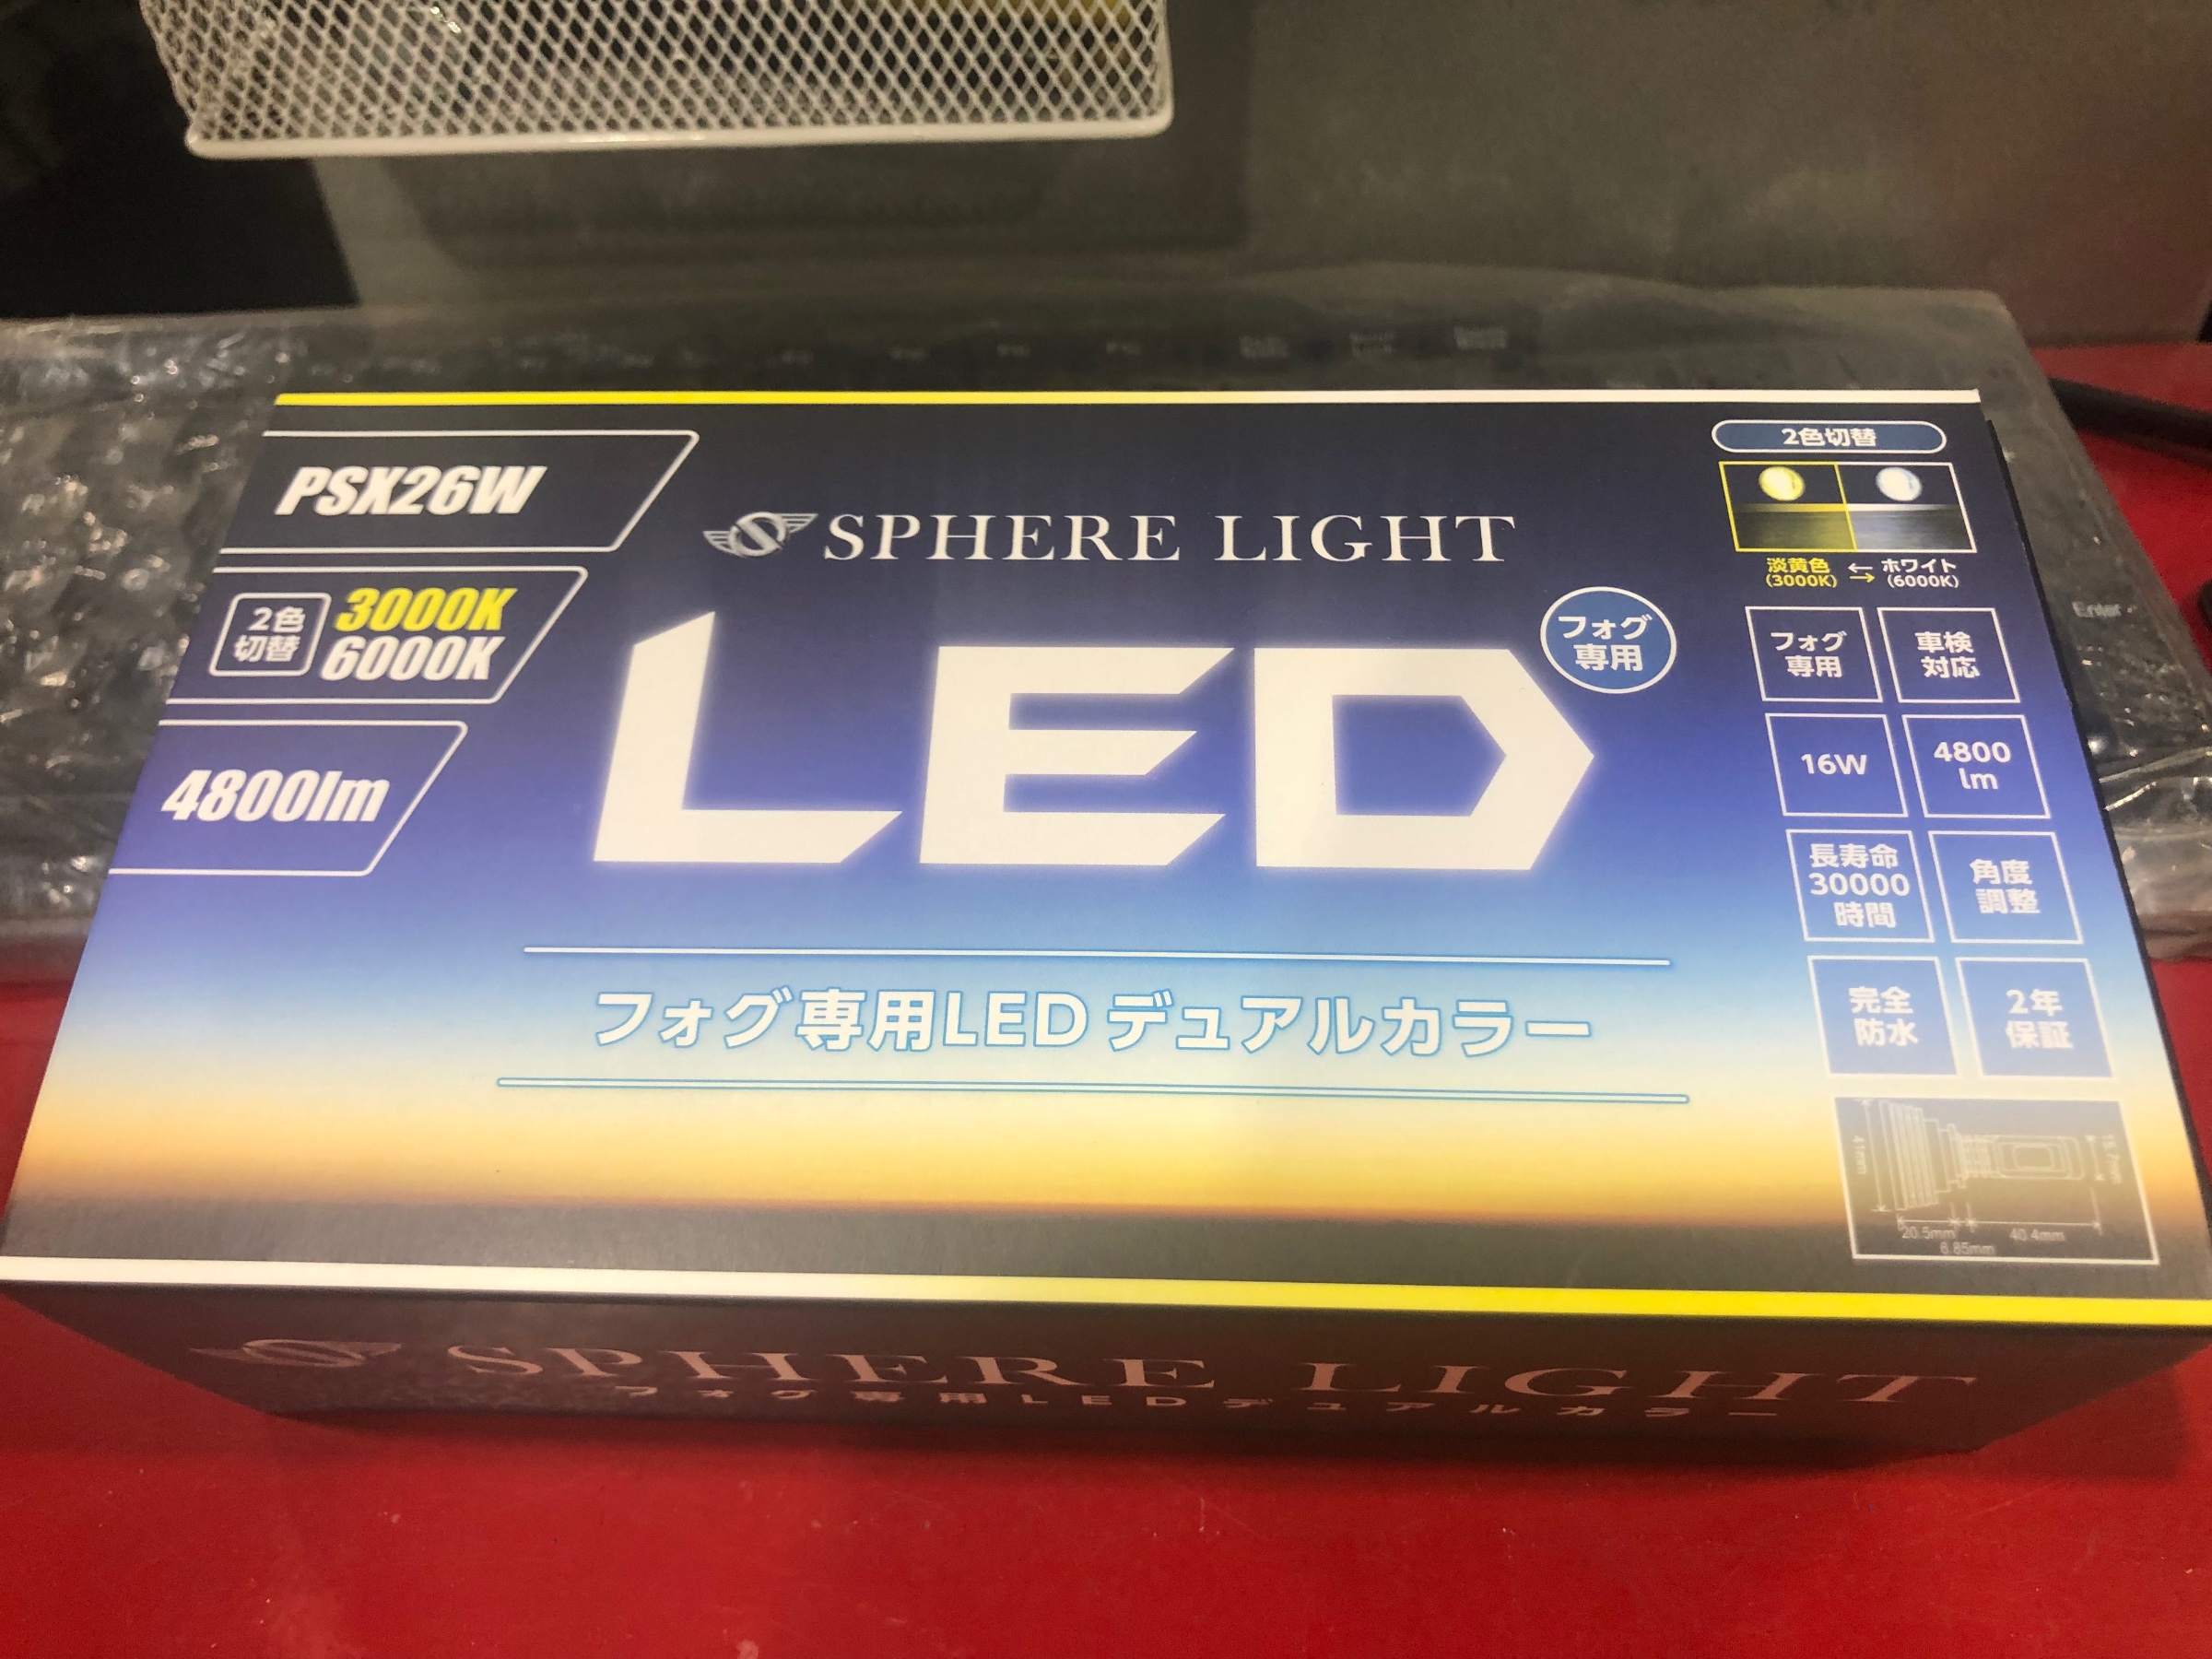 PSX26W
2色
切替
3000K
6000K
4800lm
SPHERE LIGHT
LED
フォグ
専用
フォグ専用LED デュアルカラー
2色切替
淡黄色
(3000K)
ホワイト
(6000K)
フォグ
専用
車検
対応
16W
4800
lm
長寿命
30000
時間
角度
調整
完全
防水
2年
保証
41mm
20.5mm
6.85mm
40.4mm
SPHERE LIGHT
フォグ専用LEDデュアルカラー
Enter